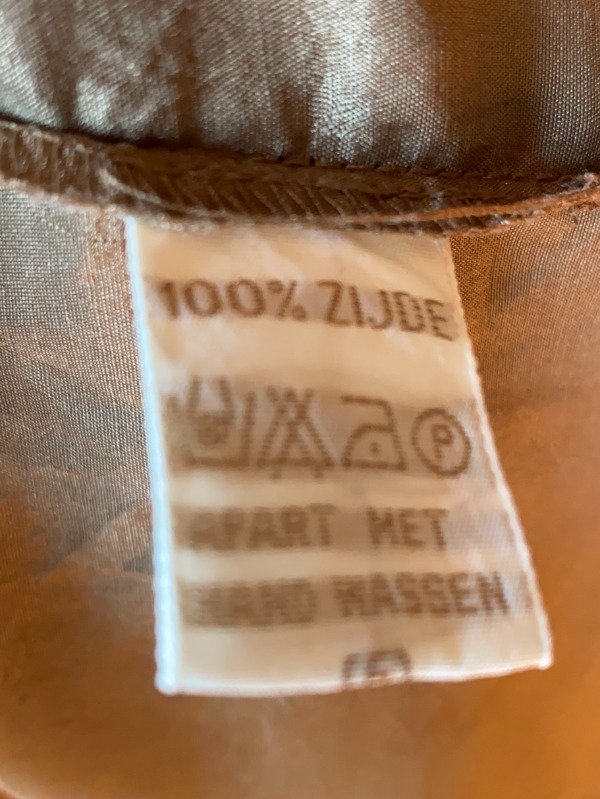 100% ZIJDE
P
APART MET
HAND WASSEN